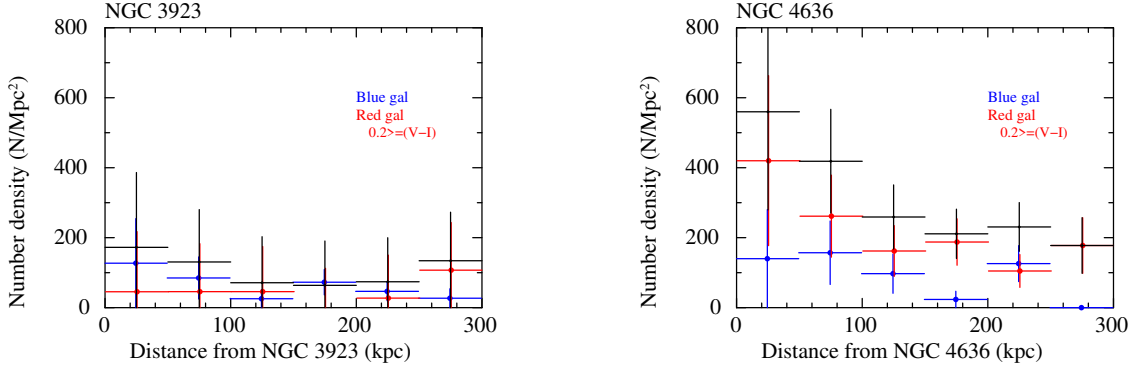 NGC 3923
800
600
400
200
0
Number density (N/Mpc²)
Blue gal
Red gal
0.2>=(V−I)
0
100
200
300
Distance from NGC 3923 (kpc)
NGC 4636
800
600
400
200
0
Number density (N/Mpc²)
Blue gal
Red gal
0.2>=(V−I)
0
100
200
300
Distance from NGC 4636 (kpc)